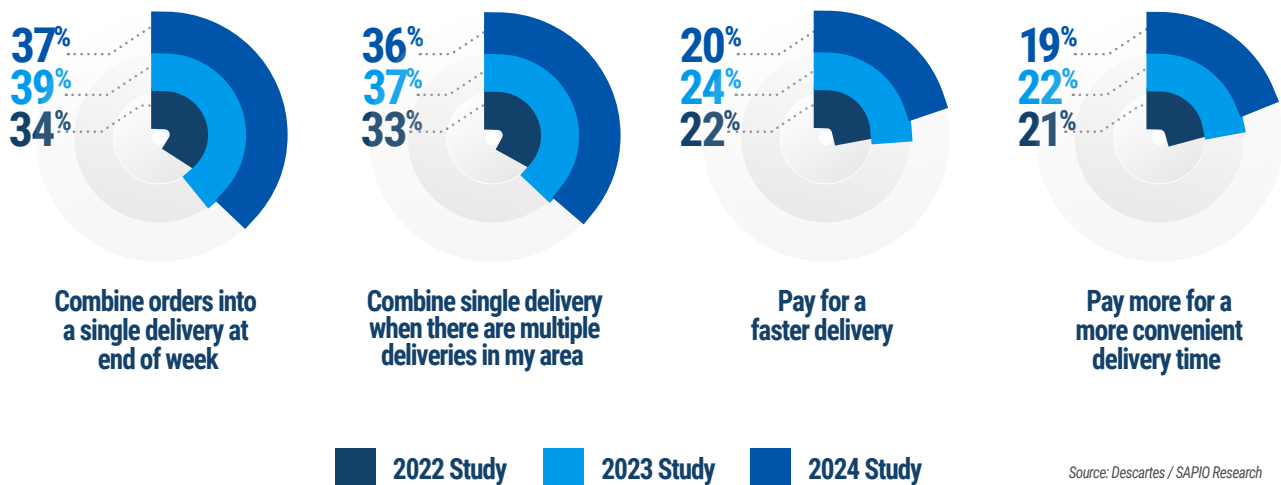 37%
39%
34%
Combine orders into
a single delivery at
end of week
36%
37%
33%
Combine single delivery
when there are multiple
deliveries in my area
20%
24%
22%
Pay for a
faster delivery
19%
22%
21%
Pay more for a
more convenient
delivery time
2022 Study
2023 Study
2024 Study
Source: Descartes / SAPIO Research